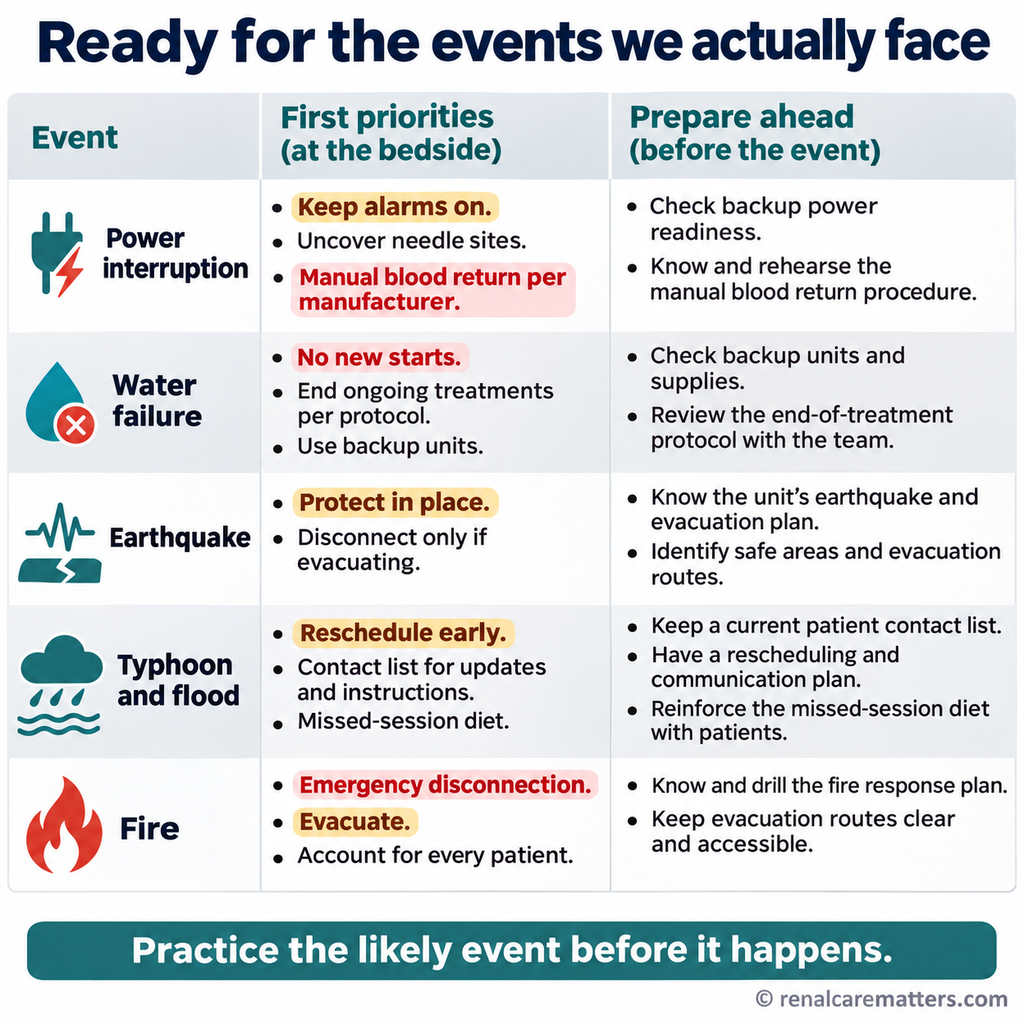 Ready for the events we actually face
Event
First priorities
(at the bedside)
Prepare ahead
(before the event)
Power
interruption
• Keep alarms on.
• Uncover needle sites.
• Manual blood return per
manufacturer.
• Check backup power
readiness.
• Know and rehearse the
manual blood return procedure.
Water
failure
• No new starts.
• End ongoing treatments
per protocol.
• Use backup units.
• Check backup units and
supplies.
• Review the end-of-treatment
protocol with the team.
Earthquake
• Protect in place.
• Disconnect only if
evacuating.
• Know the unit's earthquake and
evacuation plan.
• Identify safe areas and evacuation
routes.
Typhoon
and flood
• Reschedule early.
• Contact list for updates
and instructions.
• Missed-session diet.
• Keep a current patient contact list.
• Have a rescheduling and
communication plan.
• Reinforce the missed-session diet
with patients.
Fire
• Emergency disconnection.
• Evacuate.
• Account for every patient.
• Know and drill the fire response plan.
• Keep evacuation routes clear
and accessible.
Practice the likely event before it happens.
© renalcarematters.com